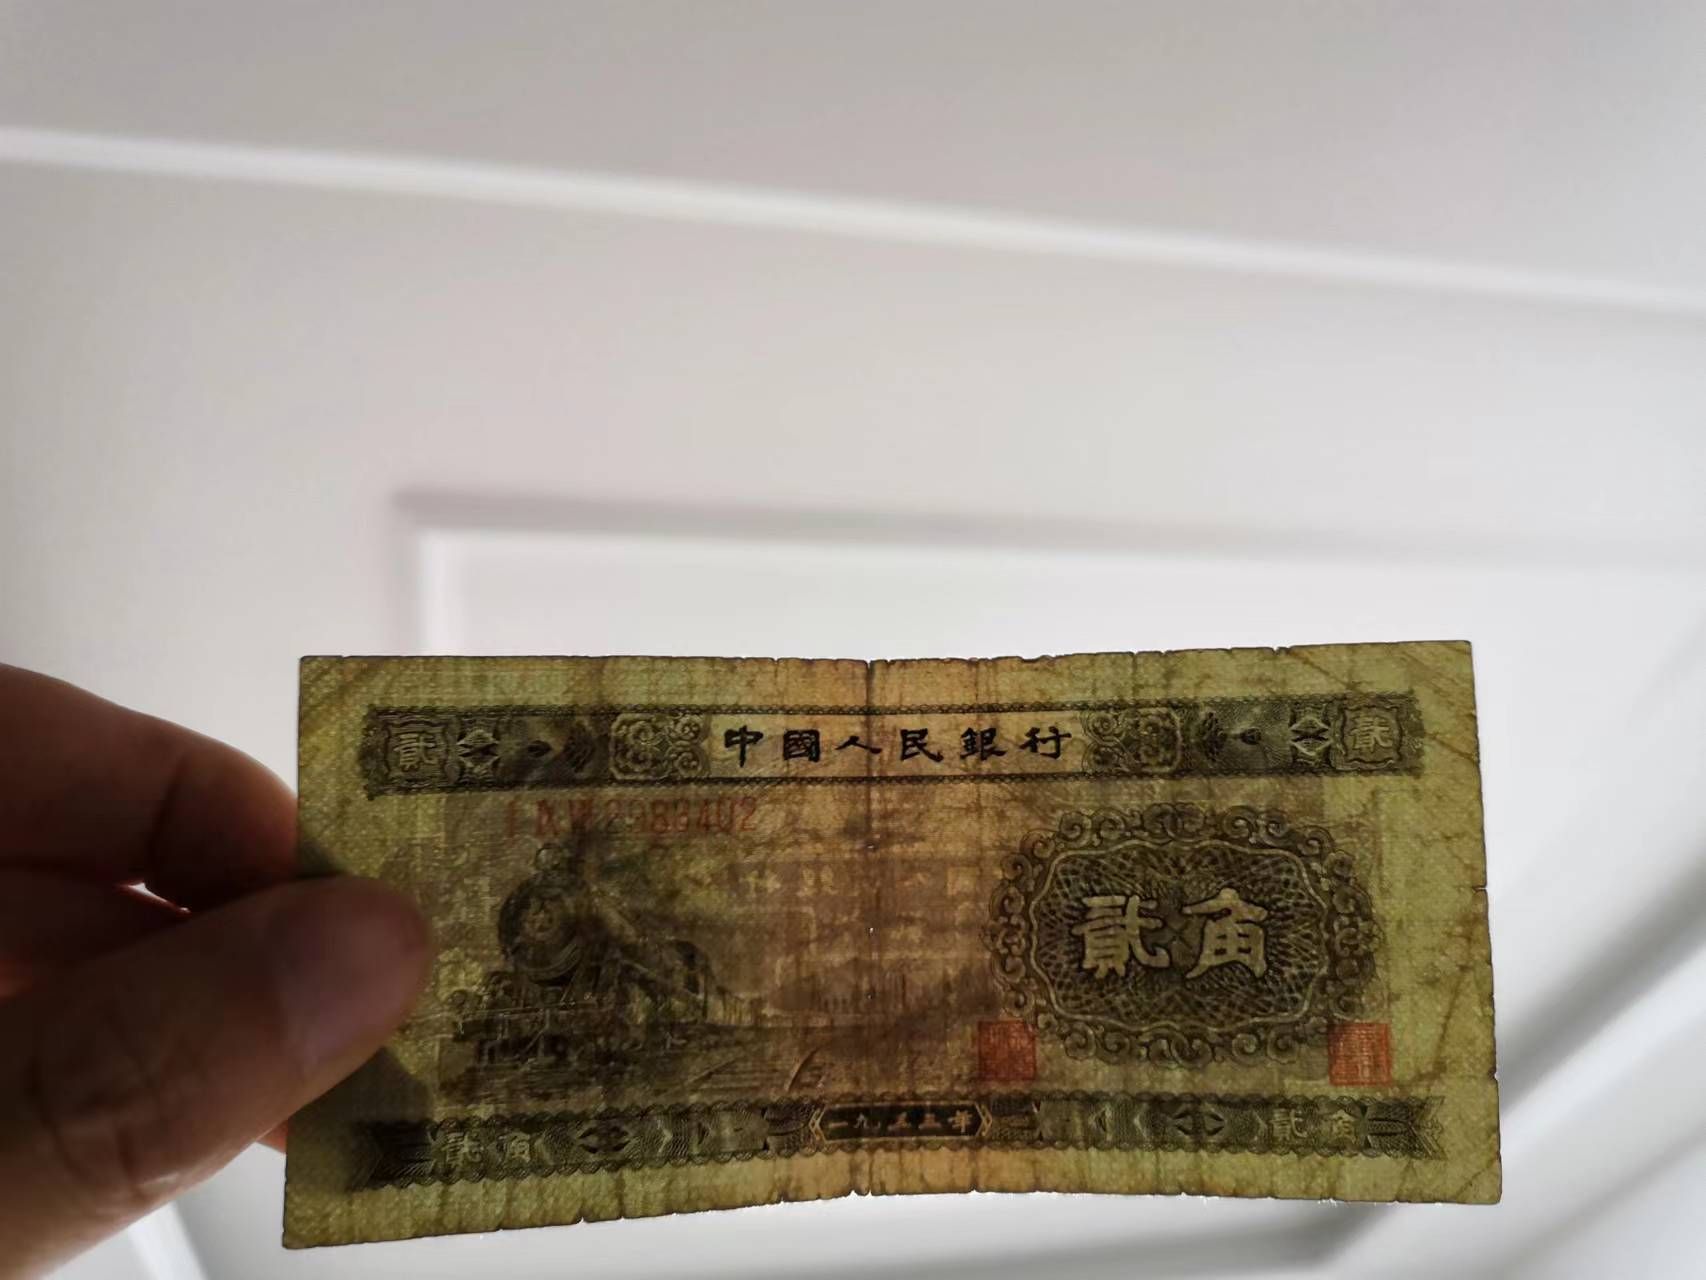 貳 中國人民銀行 貳
2988402
貳角
貳角 一九五三年 貳角